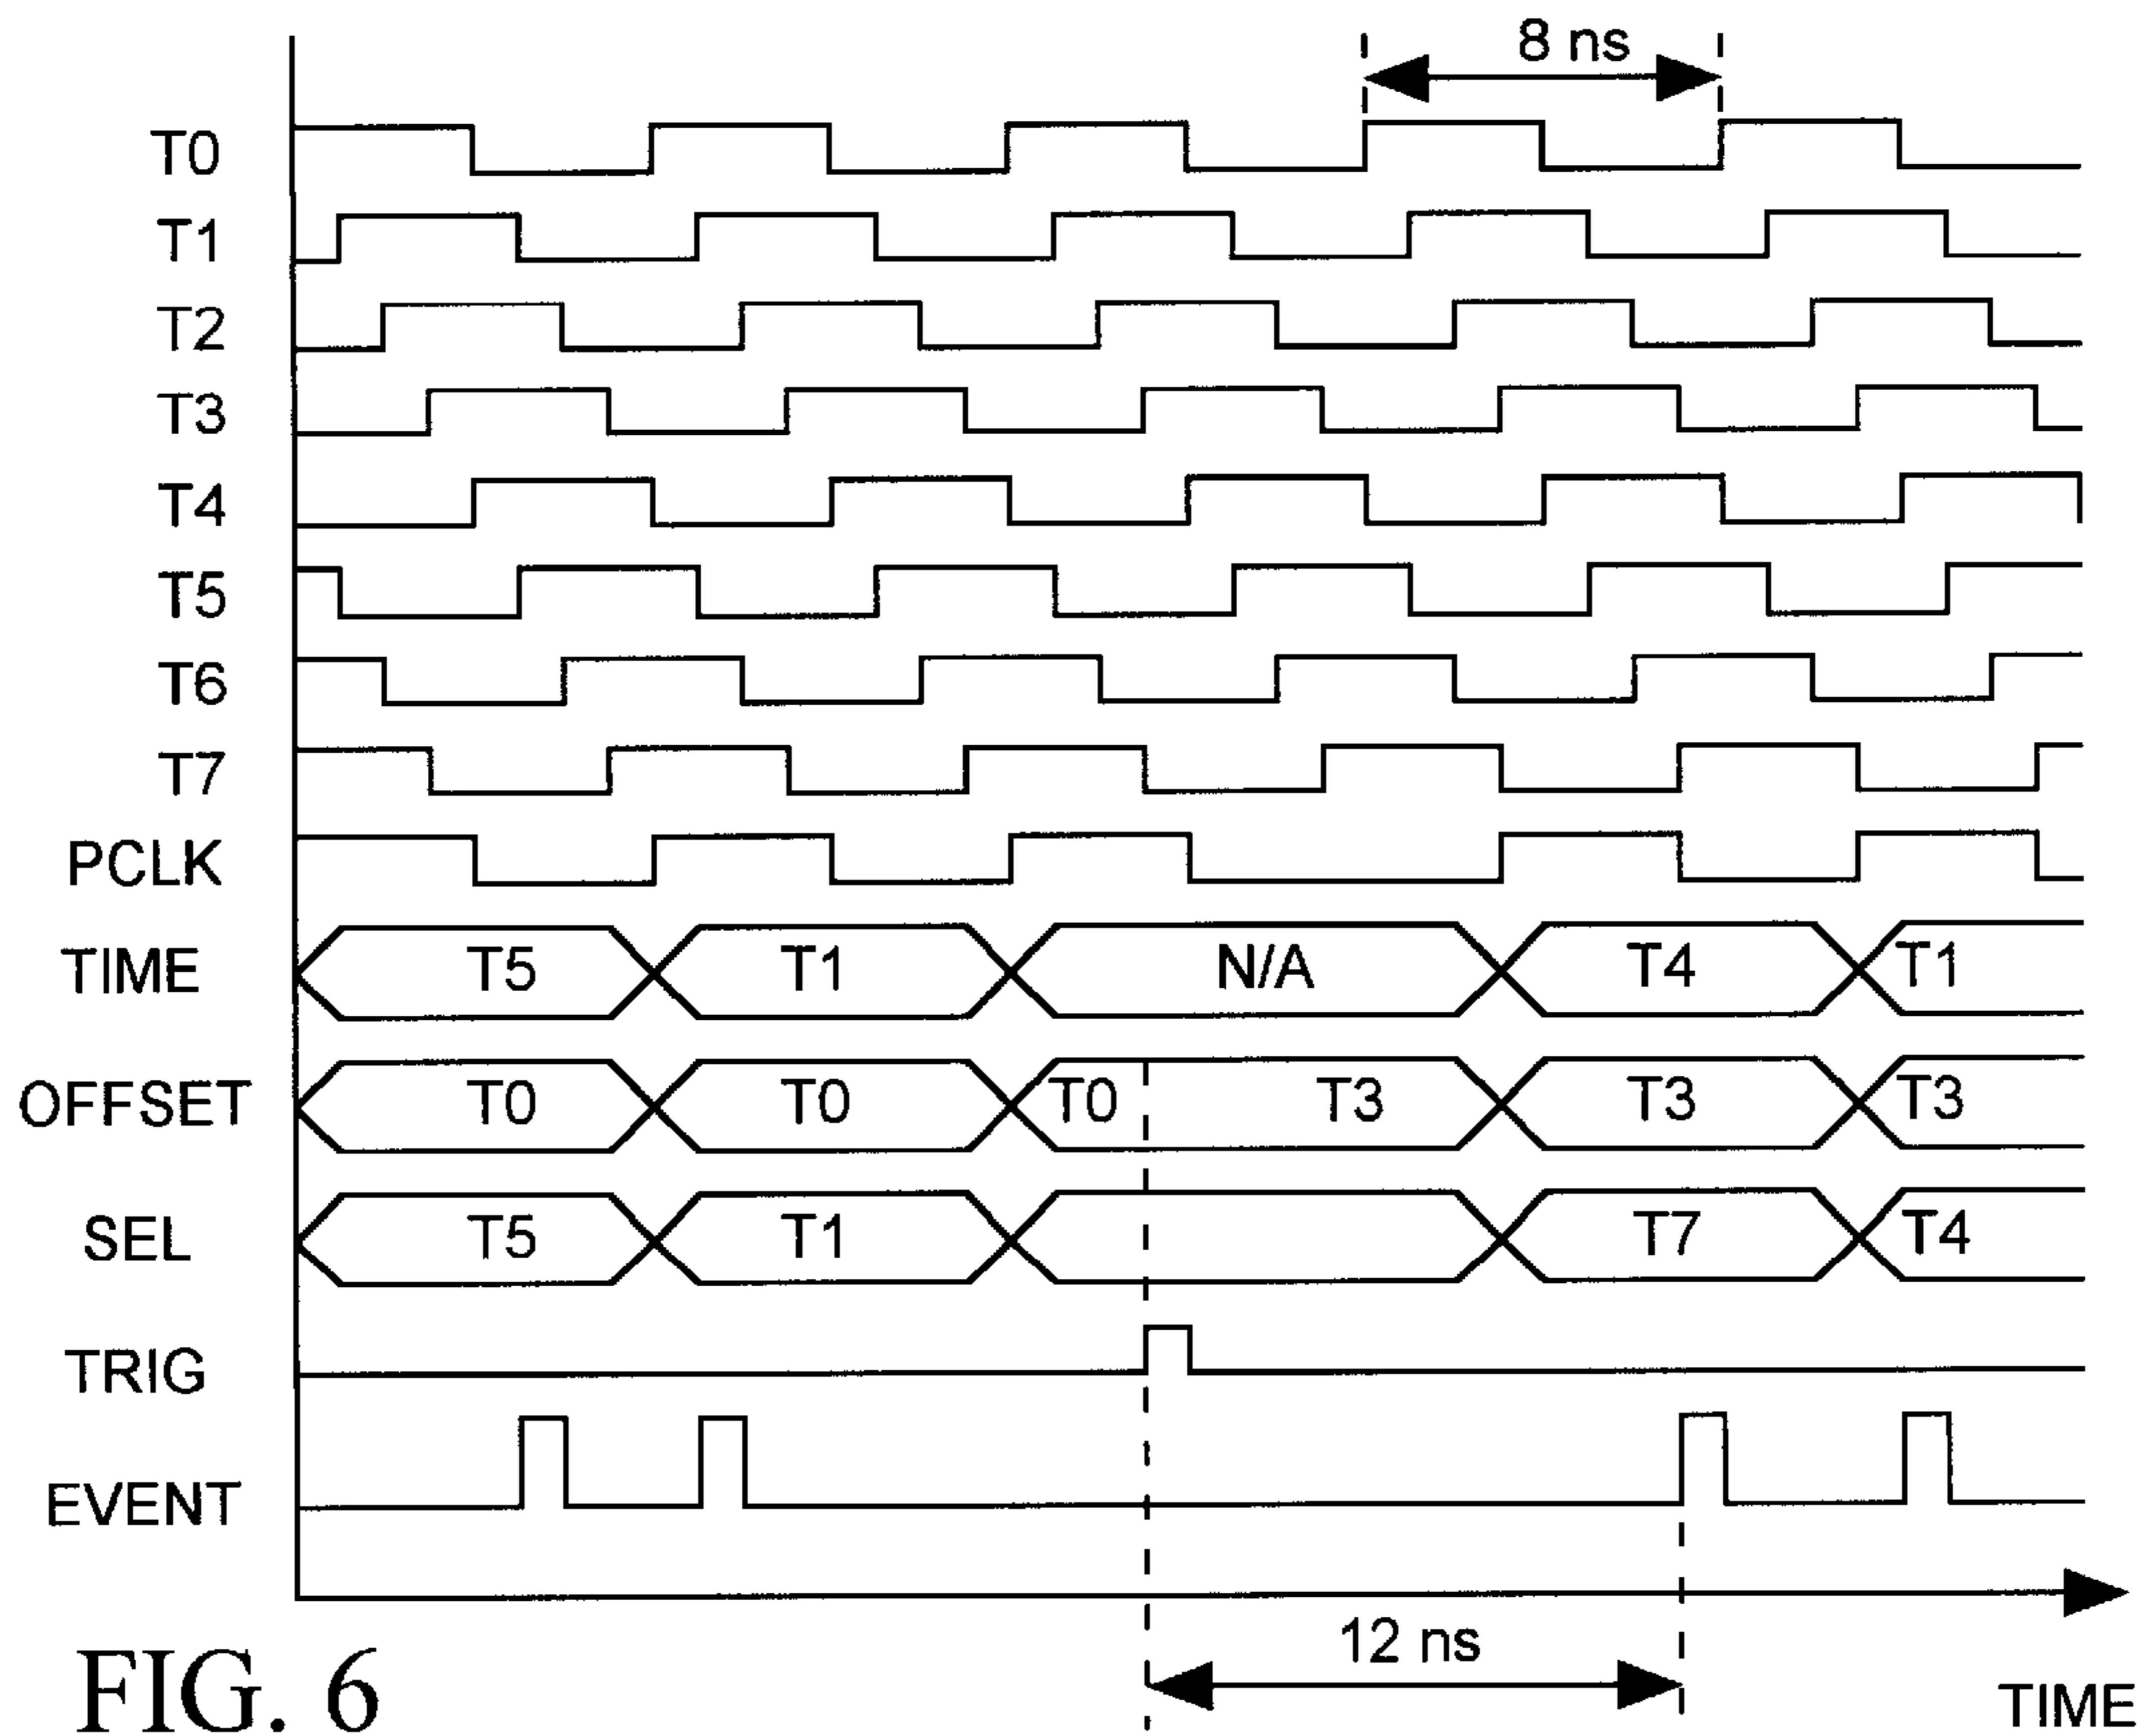 8 ns
T0
T1
T2
T3
T4
T5
T6
T7
PCLK
TIME T5 T1 N/A T4 T1
OFFSET T0 T0 T0 T3 T3 T3
SEL T5 T1 T7 T4
TRIG
EVENT
12 ns
FIG. 6
TIME